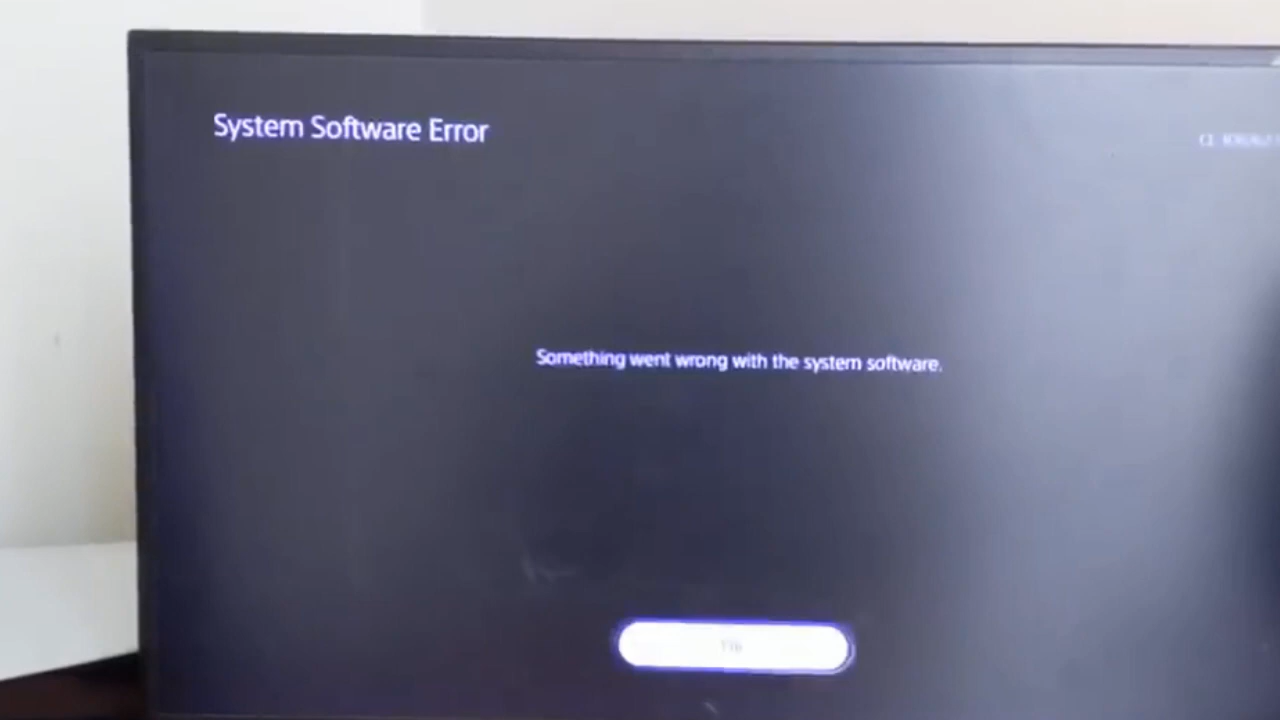 System Software Error
Something went wrong with the system software.